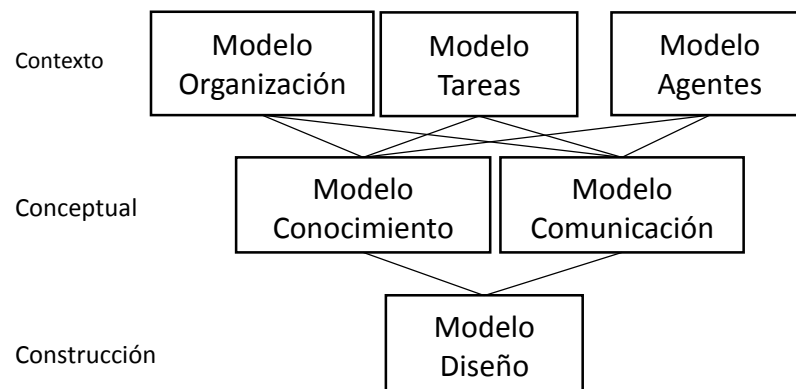 Contexto
Modelo
Organización
Modelo
Tareas
Modelo
Agentes
Conceptual
Modelo
Conocimiento
Modelo
Comunicación
Construcción
Modelo
Diseño